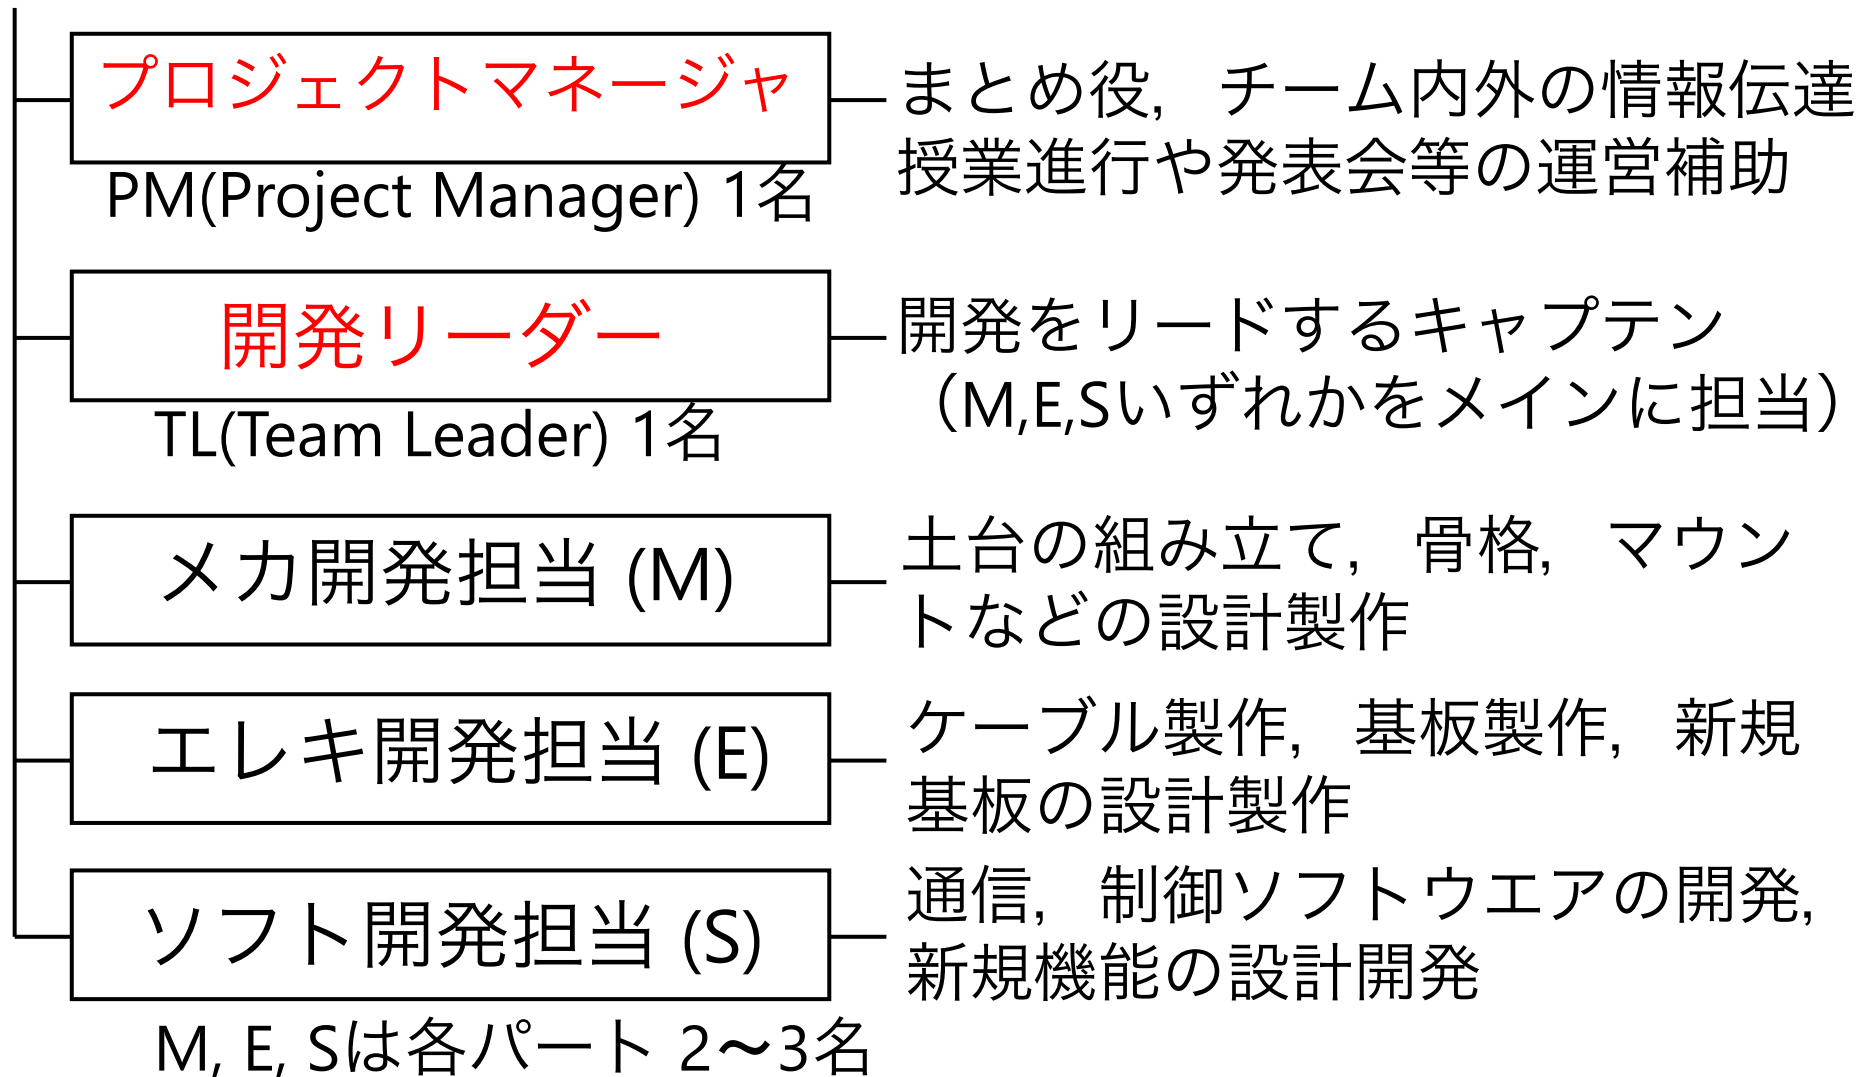 プロジェクトマネージャ
PM(Project Manager) 1名
まとめ役，チーム内外の情報伝達
授業進行や発表会等の運営補助
開発リーダー
TL(Team Leader) 1名
開発をリードするキャプテン
（M,E,Sいずれかをメインに担当）
メカ開発担当 (M)
土台の組み立て，骨格，マウン
トなどの設計製作
エレキ開発担当 (E)
ケーブル製作，基板製作，新規
基板の設計製作
ソフト開発担当 (S)
通信，制御ソフトウエアの開発，
新規機能の設計開発
M, E, Sは各パート 2〜3名